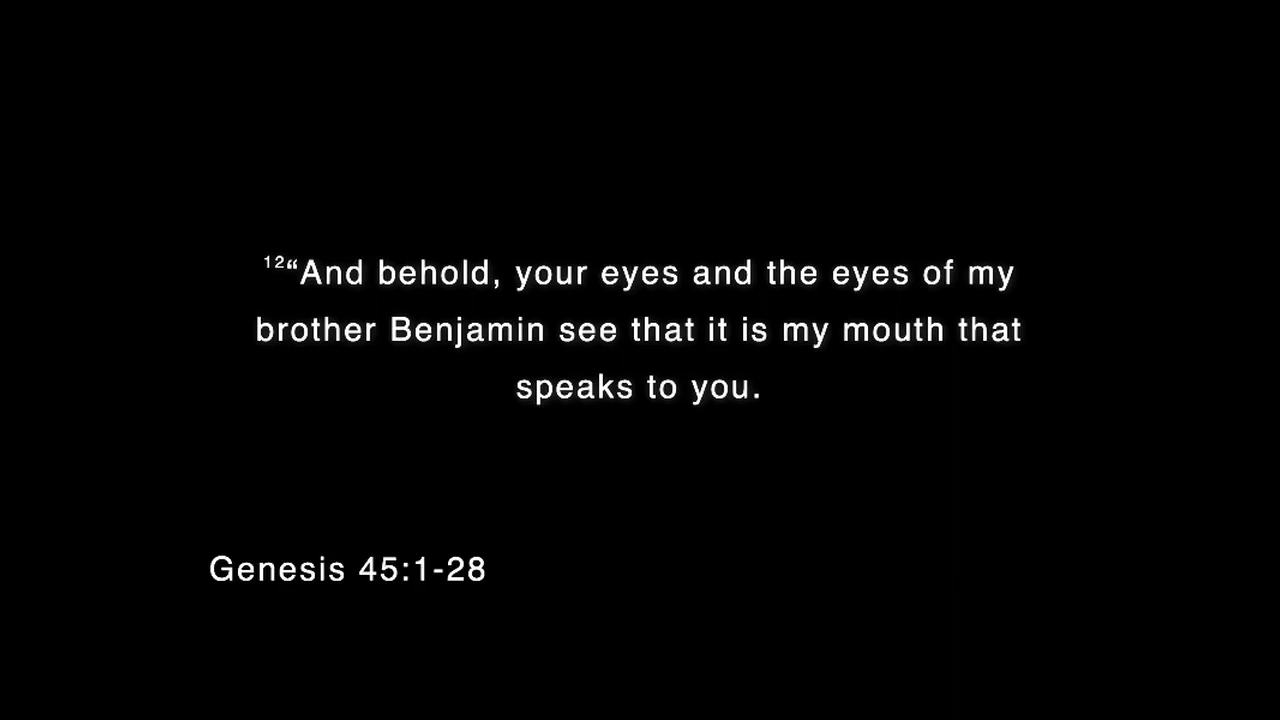 ¹²“And behold, your eyes and the eyes of my
brother Benjamin see that it is my mouth that
speaks to you.
Genesis 45:1-28